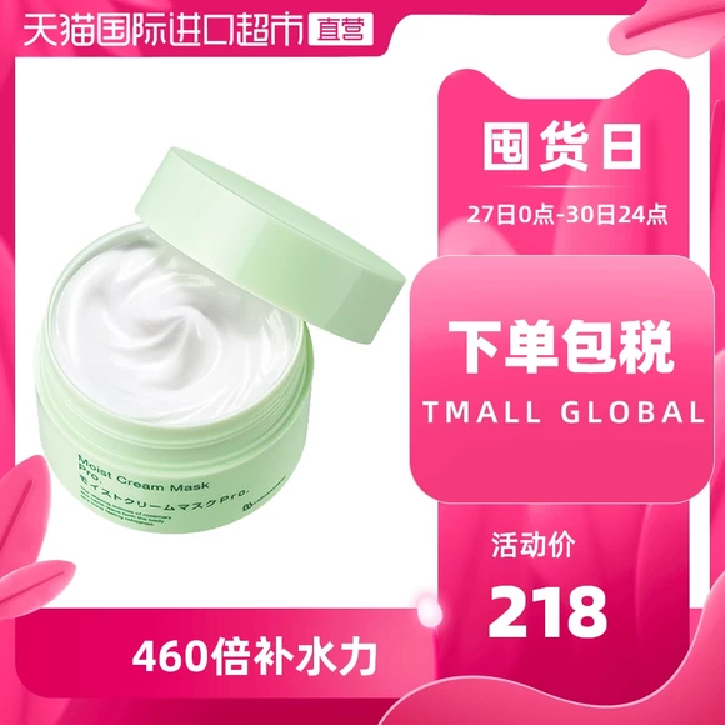 天猫国际进口超市 直营
囤货日
27日0点-30日24点
下单包税
TMALL GLOBAL
Moist Cream Mask
Pro.
モイストクリームマスクPro.
活动价
218
460倍补水力